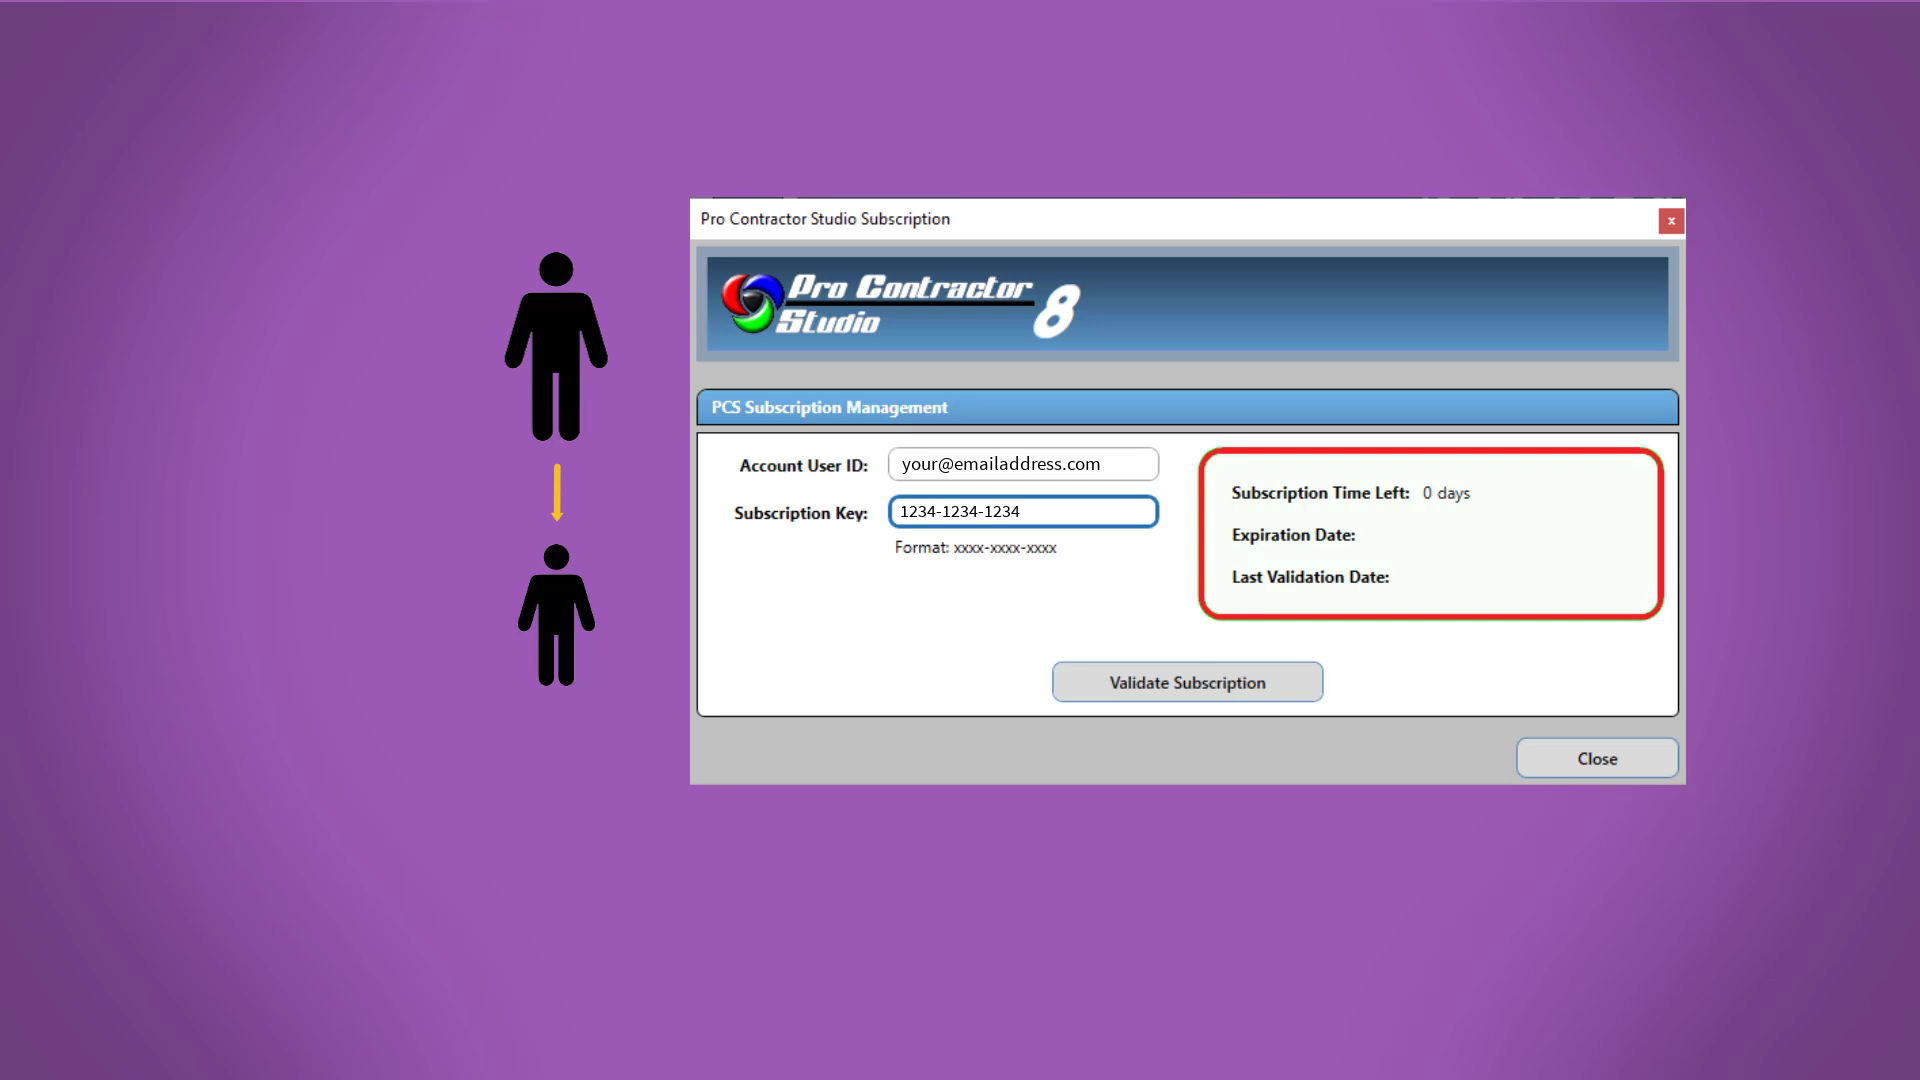 Pro Contractor Studio Subscription
x
Pro Contractor
Studio 8
PCS Subscription Management
Account User ID: your@emailaddress.com
Subscription Key: 1234-1234-1234
Format: xxxx-xxxx-xxxx
Subscription Time Left: 0 days
Expiration Date:
Last Validation Date:
Validate Subscription
Close